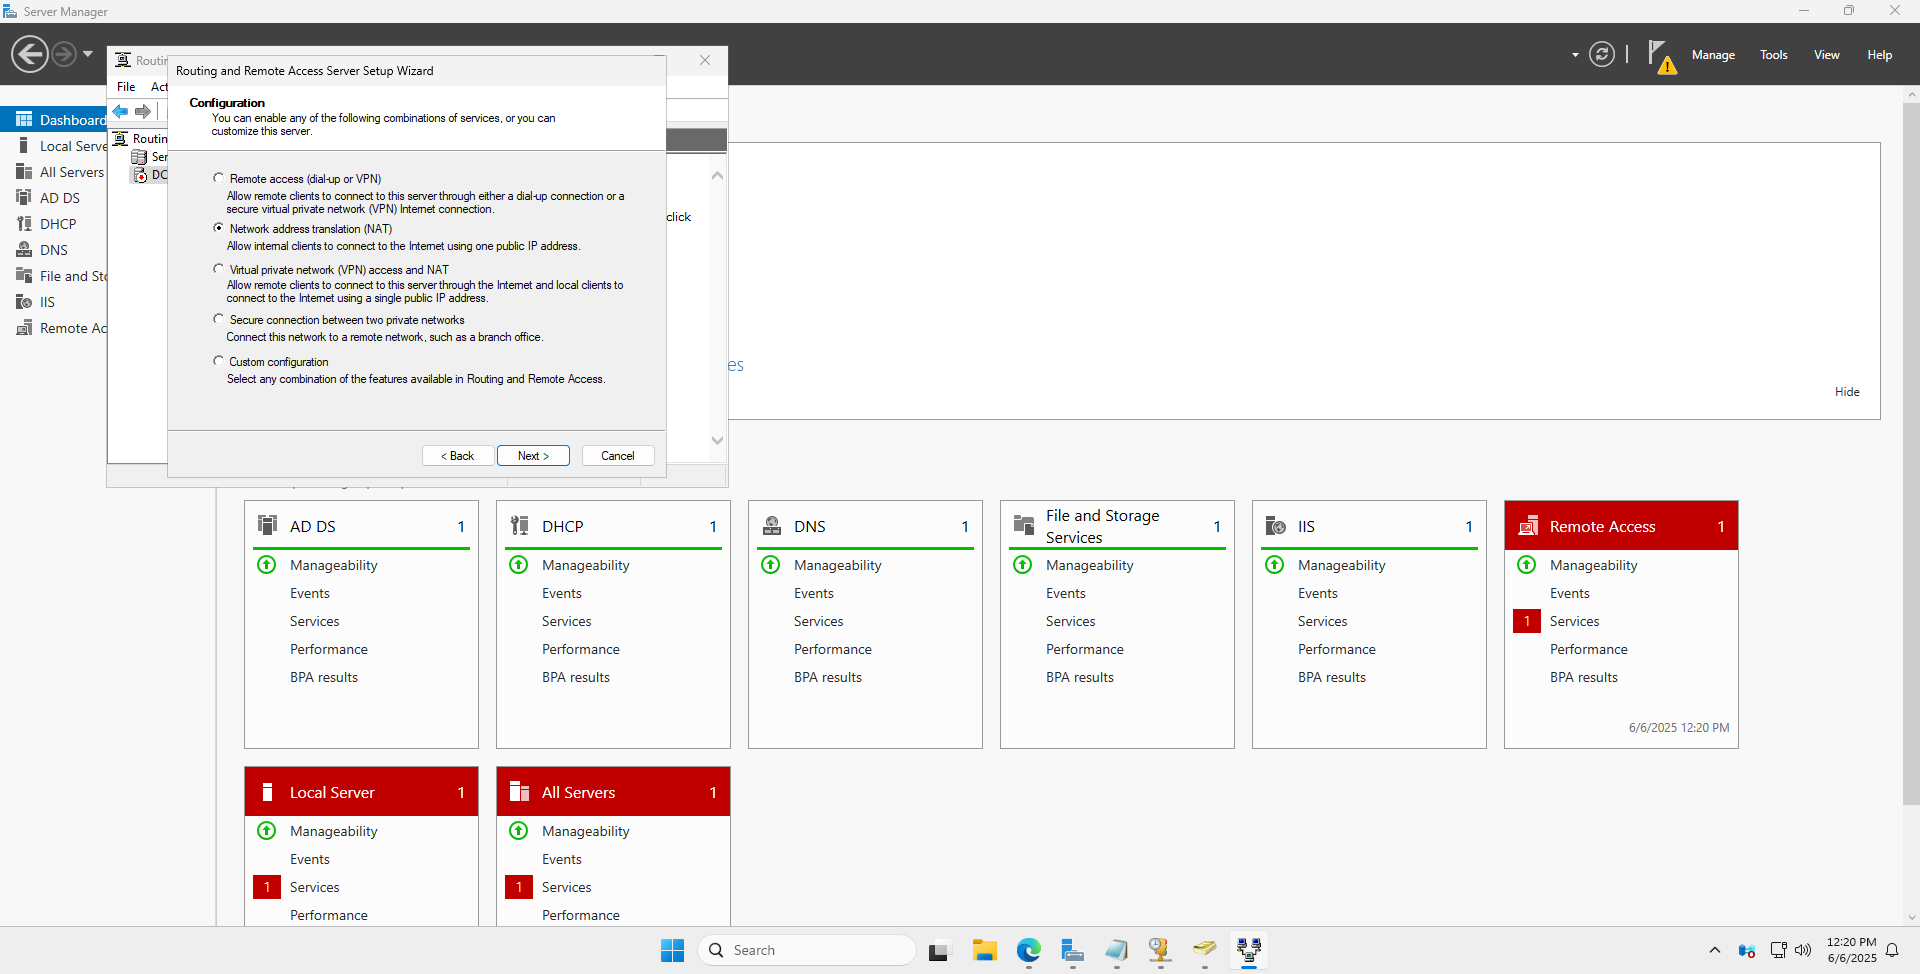 Server Manager
Manage
Tools
View
Help
Dashboard
Local Serve
All Servers
AD DS
DHCP
DNS
File and Sto
IIS
Remote Ac
Routin
File
Act
Routin
Ser
DC
click
Routing and Remote Access Server Setup Wizard
Configuration
You can enable any of the following combinations of services, or you can
customize this server.
Remote access (dial-up or VPN)
Allow remote clients to connect to this server through either a dial-up connection or a
secure virtual private network (VPN) Internet connection.
Network address translation (NAT)
Allow internal clients to connect to the Internet using one public IP address.
Virtual private network (VPN) access and NAT
Allow remote clients to connect to this server through the Internet and local clients to
connect to the Internet using a single public IP address.
Secure connection between two private networks
Connect this network to a remote network, such as a branch office.
Custom configuration
Select any combination of the features available in Routing and Remote Access.
< Back
Next >
Cancel
es
Hide
AD DS 1
Manageability
Events
Services
Performance
BPA results
DHCP 1
Manageability
Events
Services
Performance
BPA results
DNS 1
Manageability
Events
Services
Performance
BPA results
File and Storage
Services 1
Manageability
Events
Services
Performance
BPA results
IIS 1
Manageability
Events
Services
Performance
BPA results
Remote Access 1
Manageability
Events
1 Services
Performance
BPA results
6/6/2025 12:20 PM
Local Server 1
Manageability
Events
1 Services
Performance
All Servers 1
Manageability
Events
1 Services
Performance
Search
12:20 PM
6/6/2025